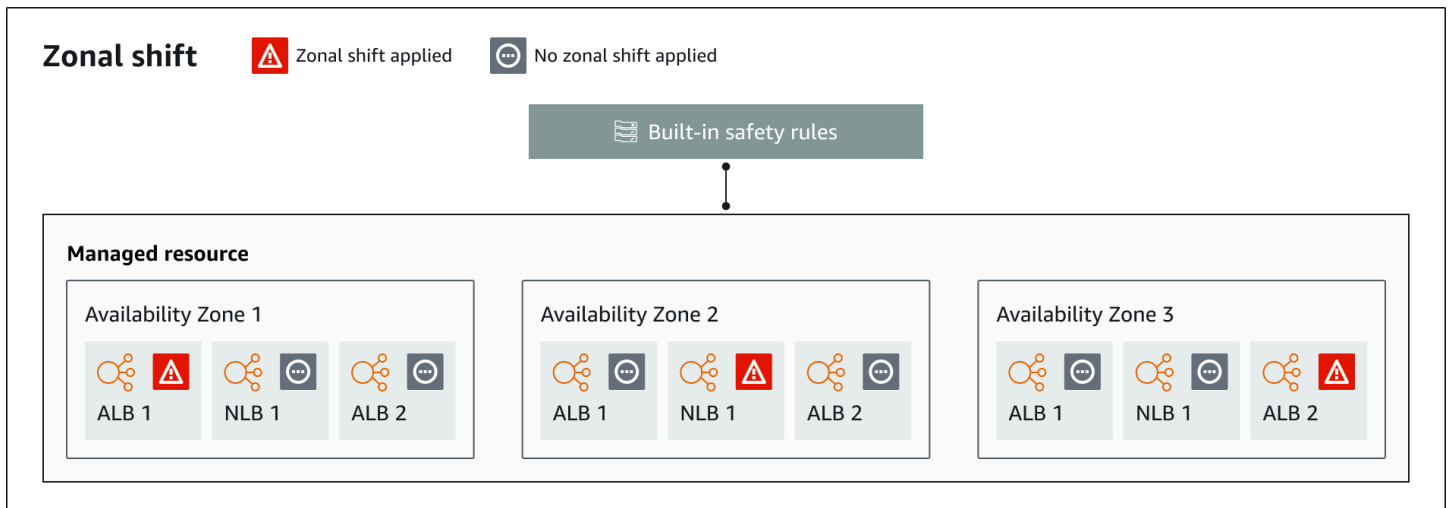 Zonal shift
Zonal shift applied
No zonal shift applied
Built-in safety rules
Managed resource
Availability Zone 1
ALB 1
NLB 1
ALB 2
Availability Zone 2
ALB 1
NLB 1
ALB 2
Availability Zone 3
ALB 1
NLB 1
ALB 2